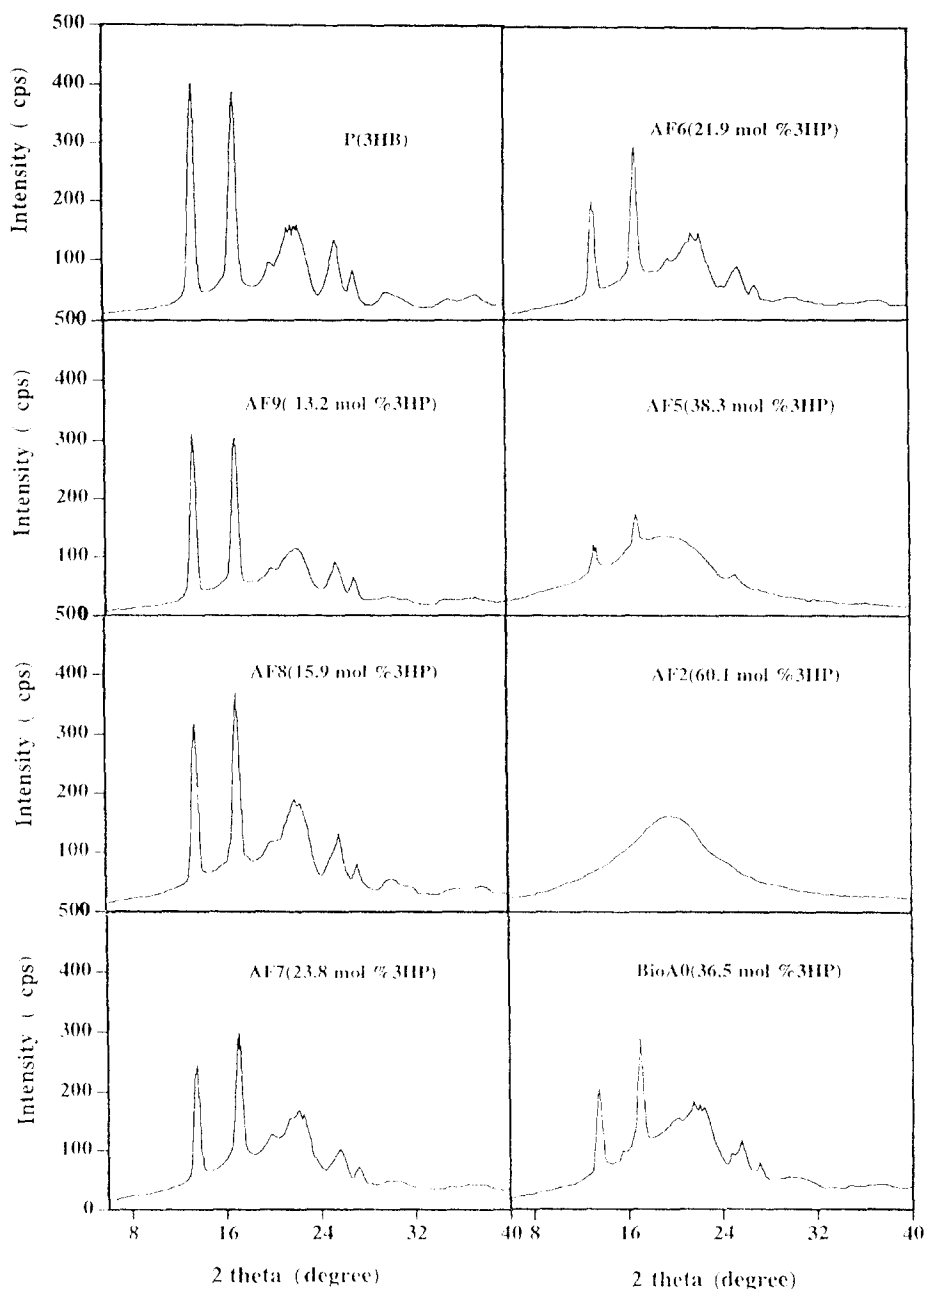 500
400
300
200
100
500
Intensity ( cps)
P(3HB)
AF6(21.9 mol %3HP)
400
300
200
100
500
Intensity ( cps)
AF9( 13.2 mol %3HP)
AF5(38.3 mol %3HP)
400
300
200
100
500
Intensity ( cps)
AF8(15.9 mol %3HP)
AF2(60.1 mol %3HP)
400
300
200
100
0
Intensity ( cps)
AF7(23.8 mol %3HP)
BioA0(36.5 mol %3HP)
8 16 24 32 40 8 16 24 32 40
2 theta (degree)
2 theta (degree)